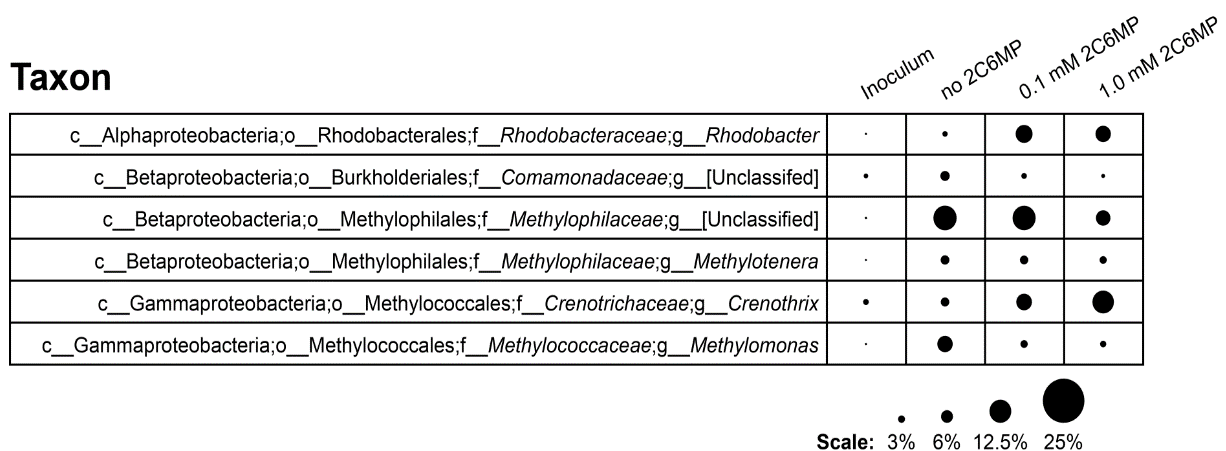 Taxon
Inoculum
no 2C6MP
0.1 mM 2C6MP
1.0 mM 2C6MP
c__Alphaproteobacteria;o__Rhodobacterales;f__Rhodobacteraceae;g__Rhodobacter
c__Betaproteobacteria;o__Burkholderiales;f__Comamonadaceae;g__[Unclassifed]
c__Betaproteobacteria;o__Methylophilales;f__Methylophilaceae;g__[Unclassified]
c__Betaproteobacteria;o__Methylophilales;f__Methylophilaceae;g__Methylotenera
c__Gammaproteobacteria;o__Methylococcales;f__Crenotrichaceae;g__Crenothrix
c__Gammaproteobacteria;o__Methylococcales;f__Methylococcaceae;g__Methylomonas
Scale: 3% 6% 12.5% 25%